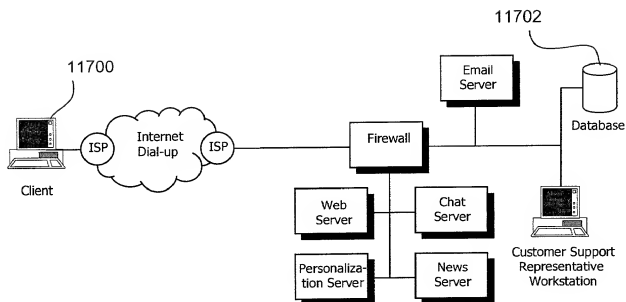 11700
11702
Email
Server
Database
ISP
Internet
Dial-up
ISP
Firewall
Client
Web
Server
Chat
Server
Personaliza-
tion Server
News
Server
Customer Support
Representative
Workstation